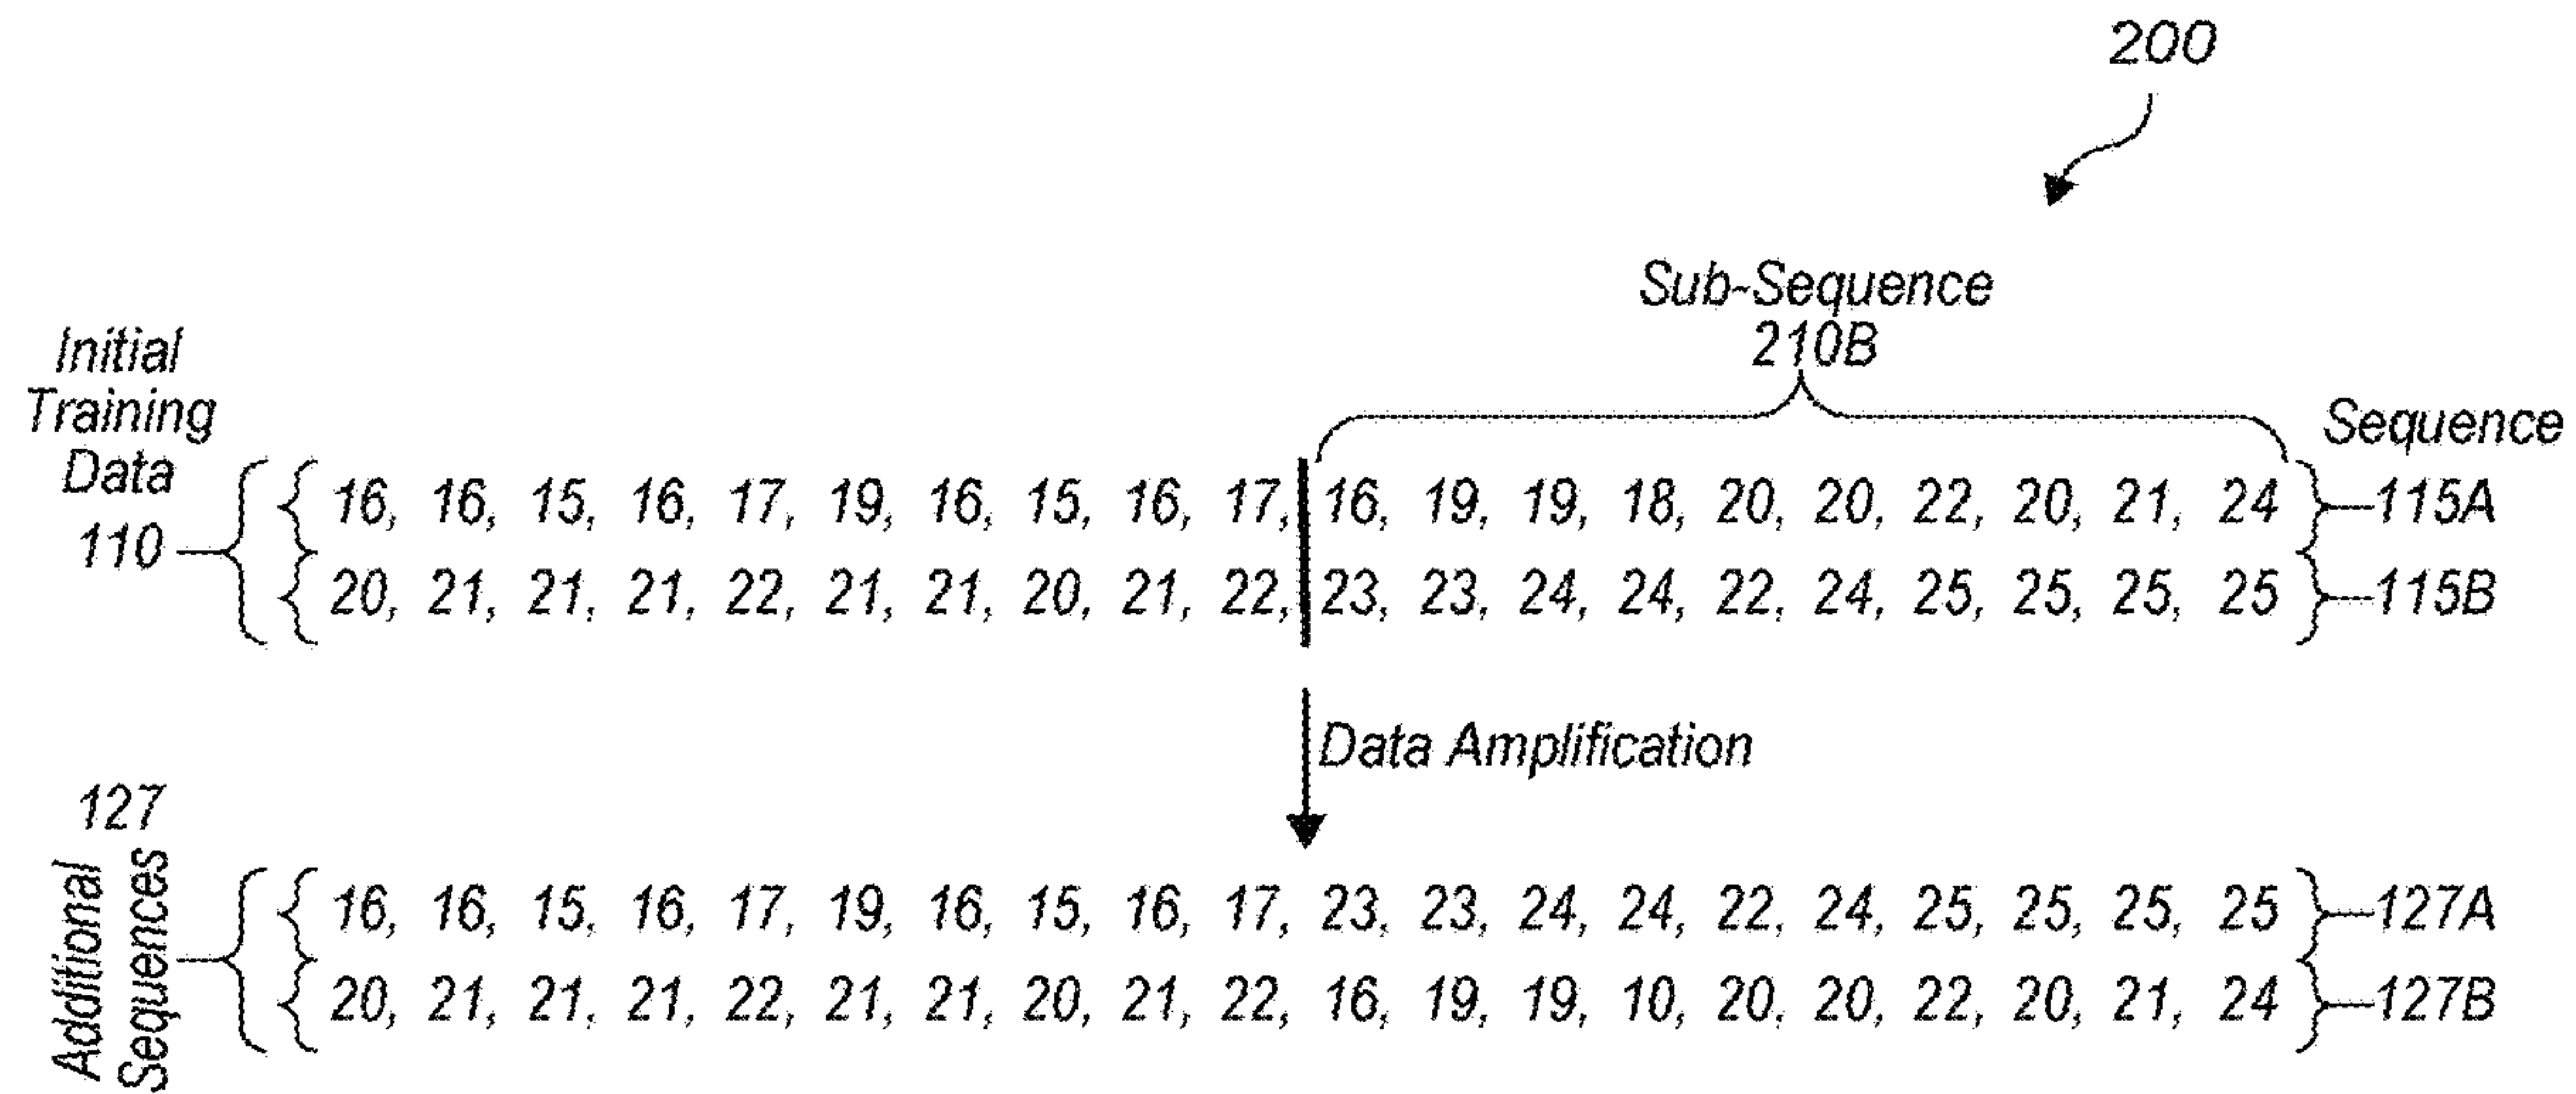 200
Sub-Sequence
210B
Initial
Training
Data
110
Sequence
16, 16, 15, 16, 17, 19, 16, 15, 16, 17, 16, 19, 19, 18, 20, 20, 22, 20, 21, 24
115A
20, 21, 21, 21, 22, 21, 21, 20, 21, 22, 23, 23, 24, 24, 22, 24, 25, 25, 25, 25
115B
Data Amplification
127
Additional
Sequences
16, 16, 15, 16, 17, 19, 16, 15, 16, 17, 23, 23, 24, 24, 22, 24, 25, 25, 25, 25
127A
20, 21, 21, 21, 22, 21, 21, 20, 21, 22, 16, 19, 19, 10, 20, 20, 22, 20, 21, 24
127B